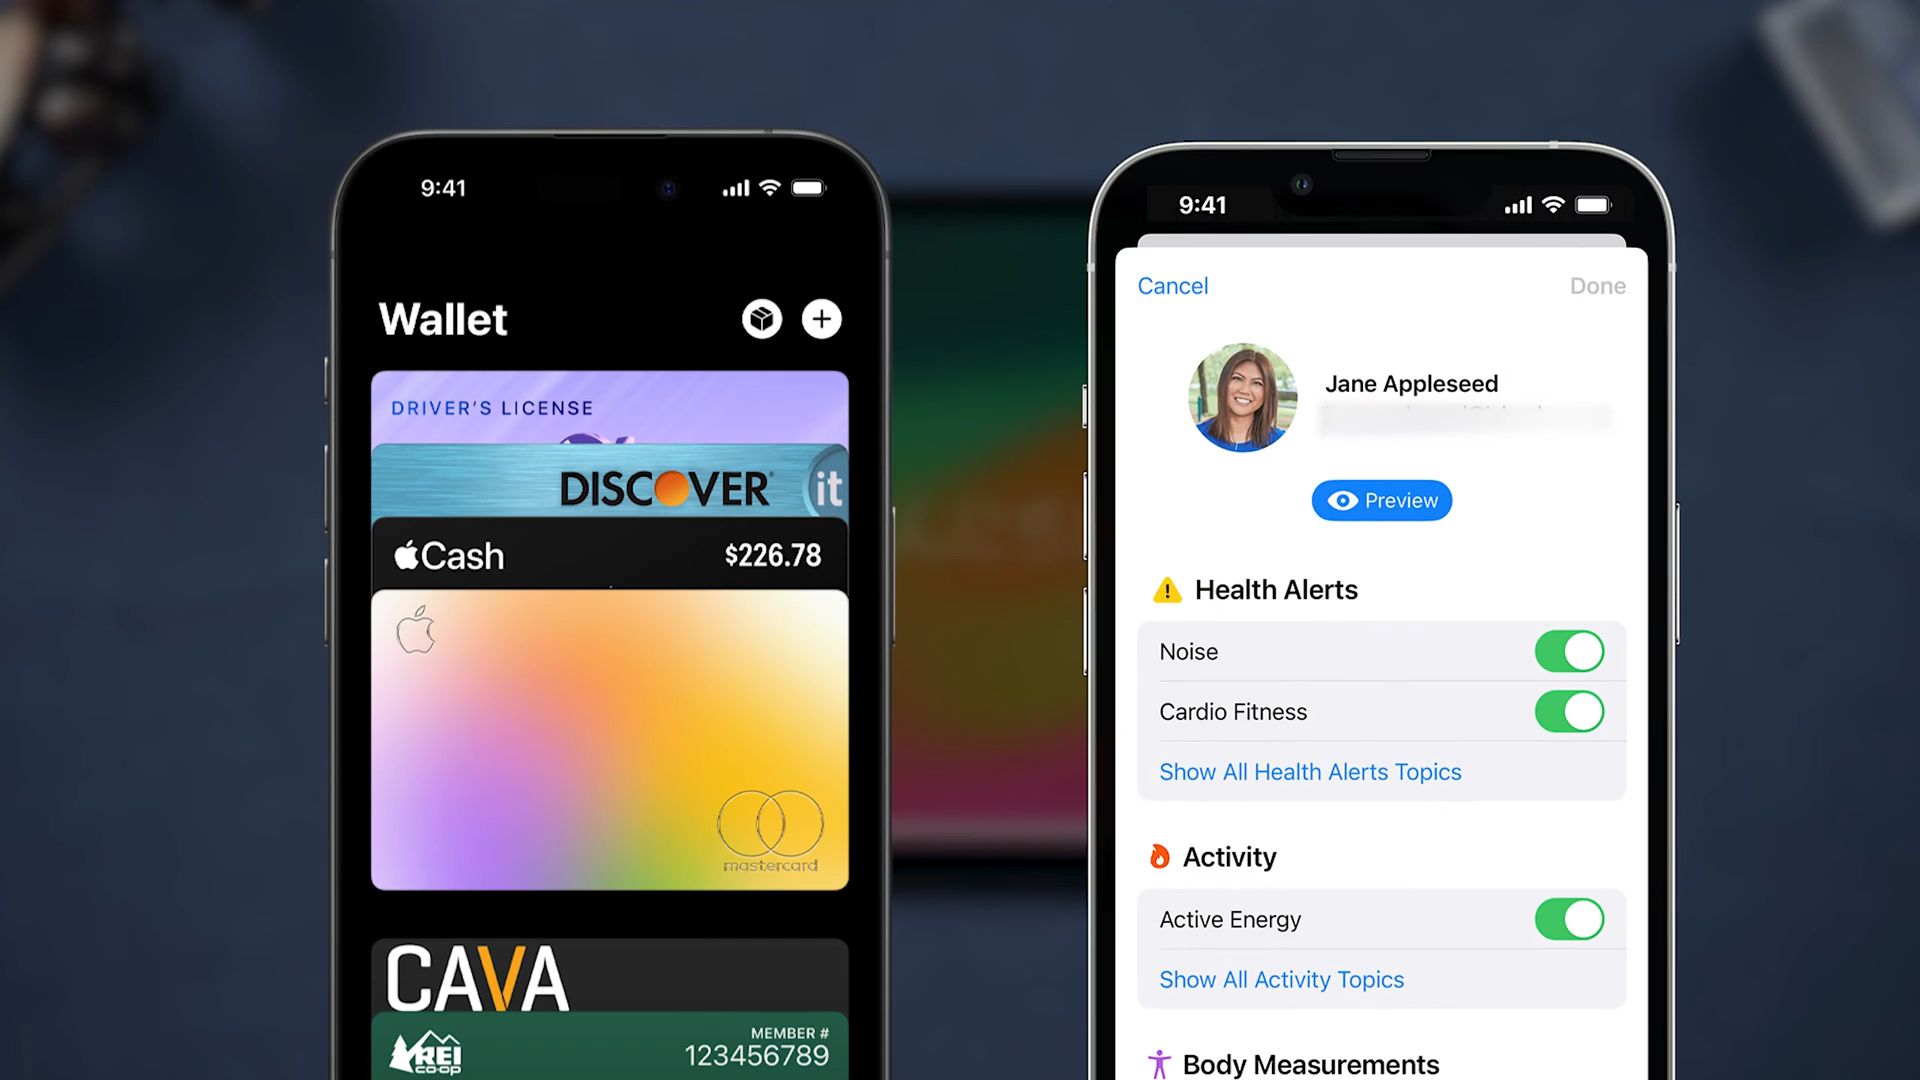 9:41
Wallet
DRIVER'S LICENSE
DISCOVER® it
Cash $226.78
mastercard
CAVA
REI
CO·OP
MEMBER #
123456789
9:41
Cancel Done
Jane Appleseed
Preview
Health Alerts
Noise
Cardio Fitness
Show All Health Alerts Topics
Activity
Active Energy
Show All Activity Topics
Body Measurements